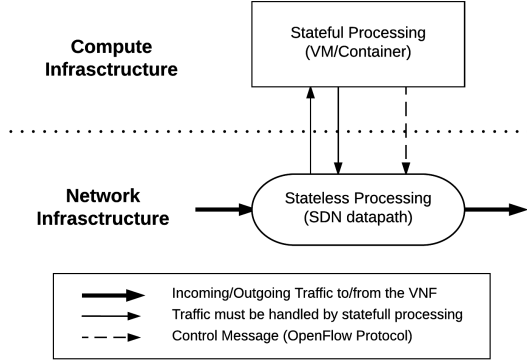 Compute
Infrasctructure
Stateful Processing
(VM/Container)
Network
Infrasctructure
Stateless Processing
(SDN datapath)
Incoming/Outgoing Traffic to/from the VNF
Traffic must be handled by statefull processing
Control Message (OpenFlow Protocol)